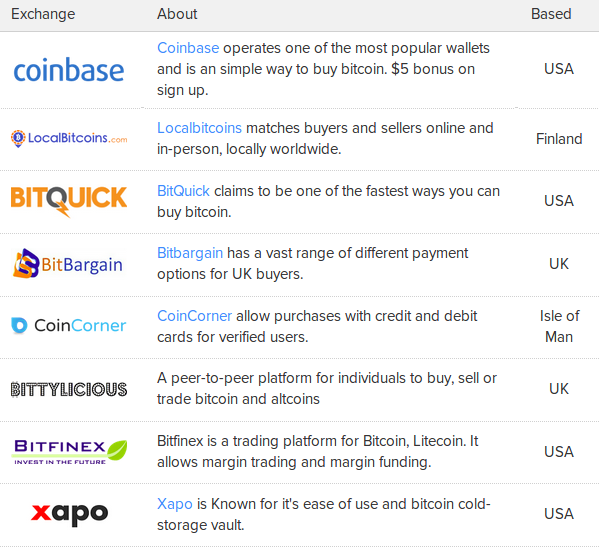 Exchange About Based
coinbase
Coinbase operates one of the most popular wallets
and is an simple way to buy bitcoin. $5 bonus on
sign up.
USA
LocalBitcoins.com
Localbitcoins matches buyers and sellers online and
in-person, locally worldwide.
Finland
BITQUICK
BitQuick claims to be one of the fastest ways you can
buy bitcoin.
USA
BitBargain
Bitbargain has a vast range of different payment
options for UK buyers.
UK
CoinCorner
CoinCorner allow purchases with credit and debit
cards for verified users.
Isle of
Man
BITTYLICIOUS
A peer-to-peer platform for individuals to buy, sell or
trade bitcoin and altcoins
UK
BITFINEX
INVEST IN THE FUTURE
Bitfinex is a trading platform for Bitcoin, Litecoin. It
allows margin trading and margin funding.
USA
xapo
Xapo is Known for it's ease of use and bitcoin cold-
storage vault.
USA